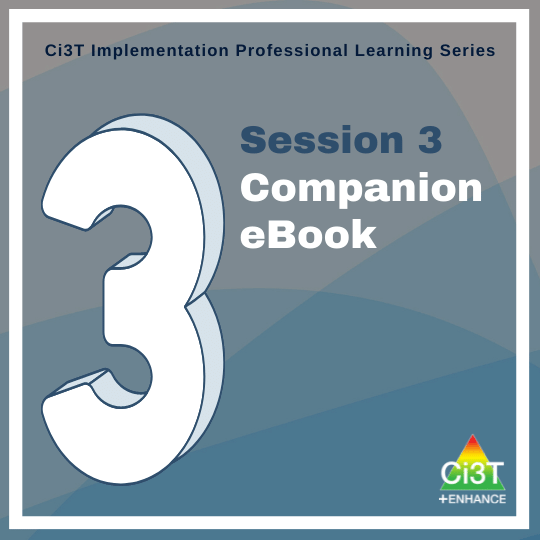 Ci3T Implementation Professional Learning Series
3
Session 3
Companion
eBook
Ci3T
+ENHANCE